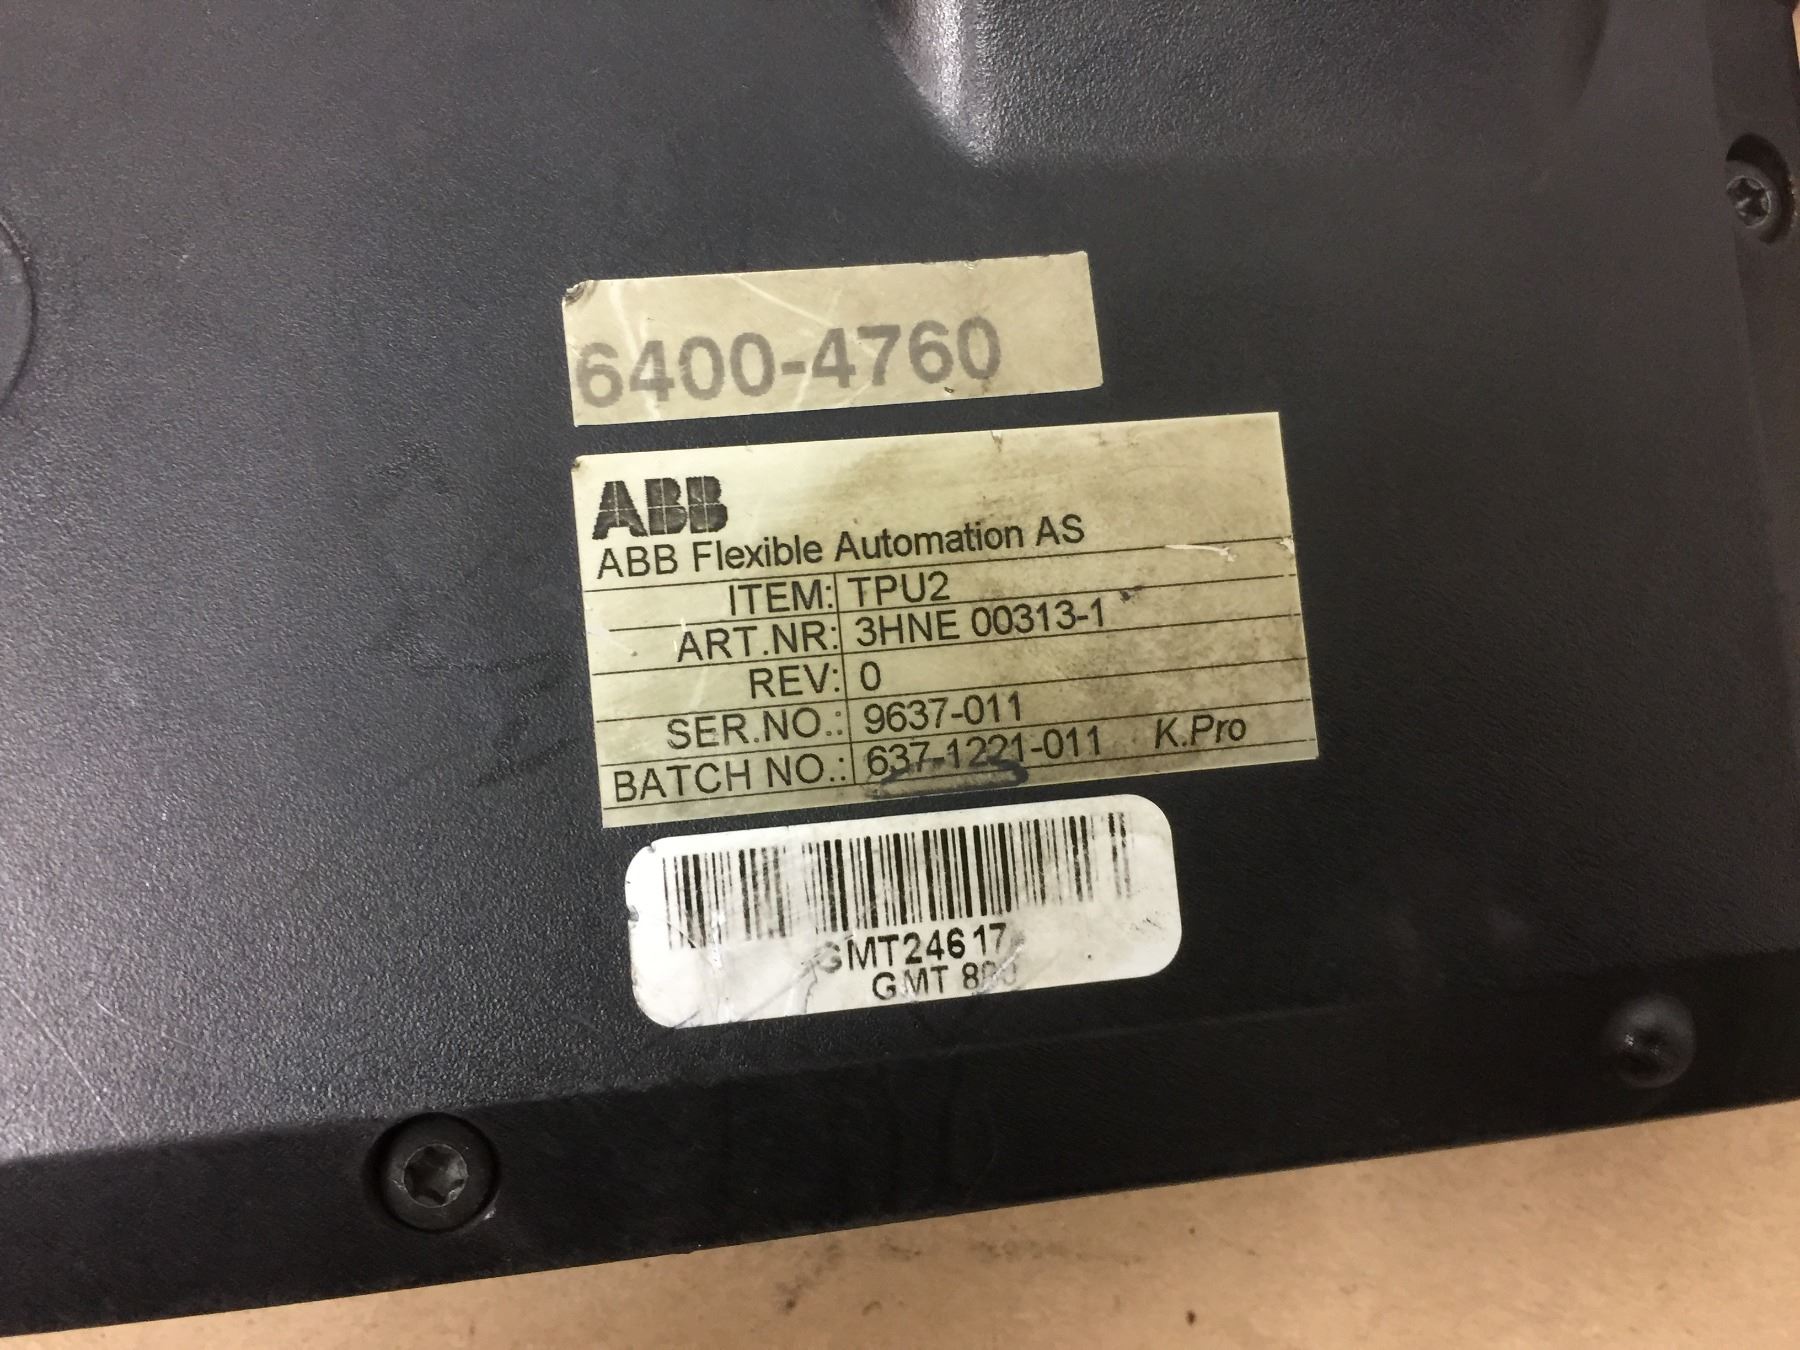 6400-4760
ABB
ABB Flexible Automation AS
ITEM: TPU2
ART.NR: 3HNE 00313-1
REV: 0
SER.NO.: 9637-011
BATCH NO.: 637-1221-011 K.Pro
GMT24617
GMT